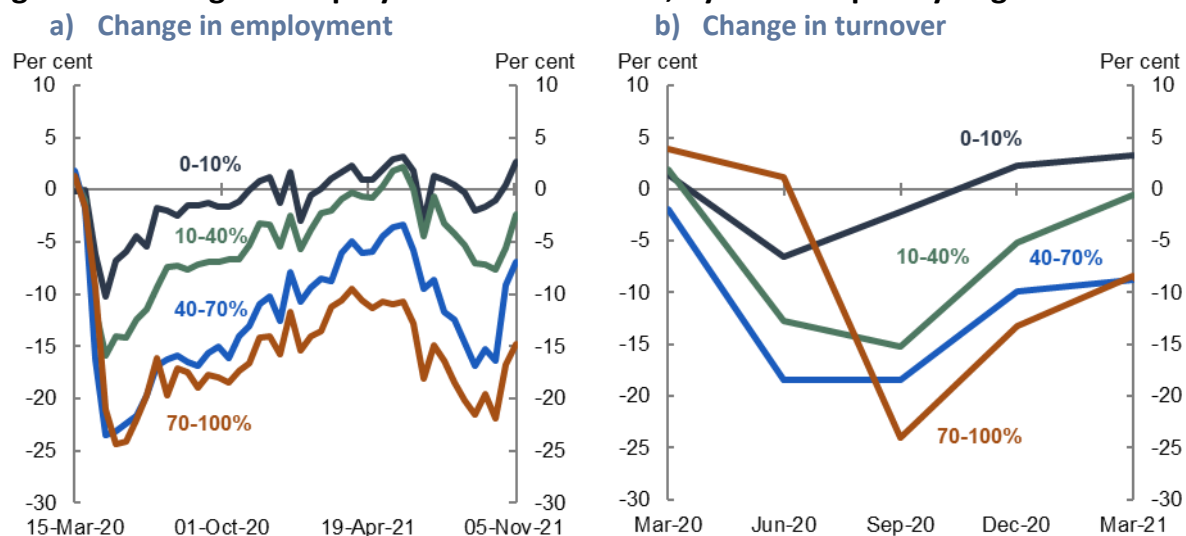 a) Change in employment
b) Change in turnover
Per cent
Per cent
10
5
0
-5
-10
-15
-20
-25
-30
10
5
0
-5
-10
-15
-20
-25
-30
0-10%
10-40%
40-70%
70-100%
15-Mar-20
01-Oct-20
19-Apr-21
05-Nov-21
Per cent
Per cent
10
5
0
-5
-10
-15
-20
-25
-30
10
5
0
-5
-10
-15
-20
-25
-30
0-10%
10-40%
40-70%
70-100%
Mar-20
Jun-20
Sep-20
Dec-20
Mar-21